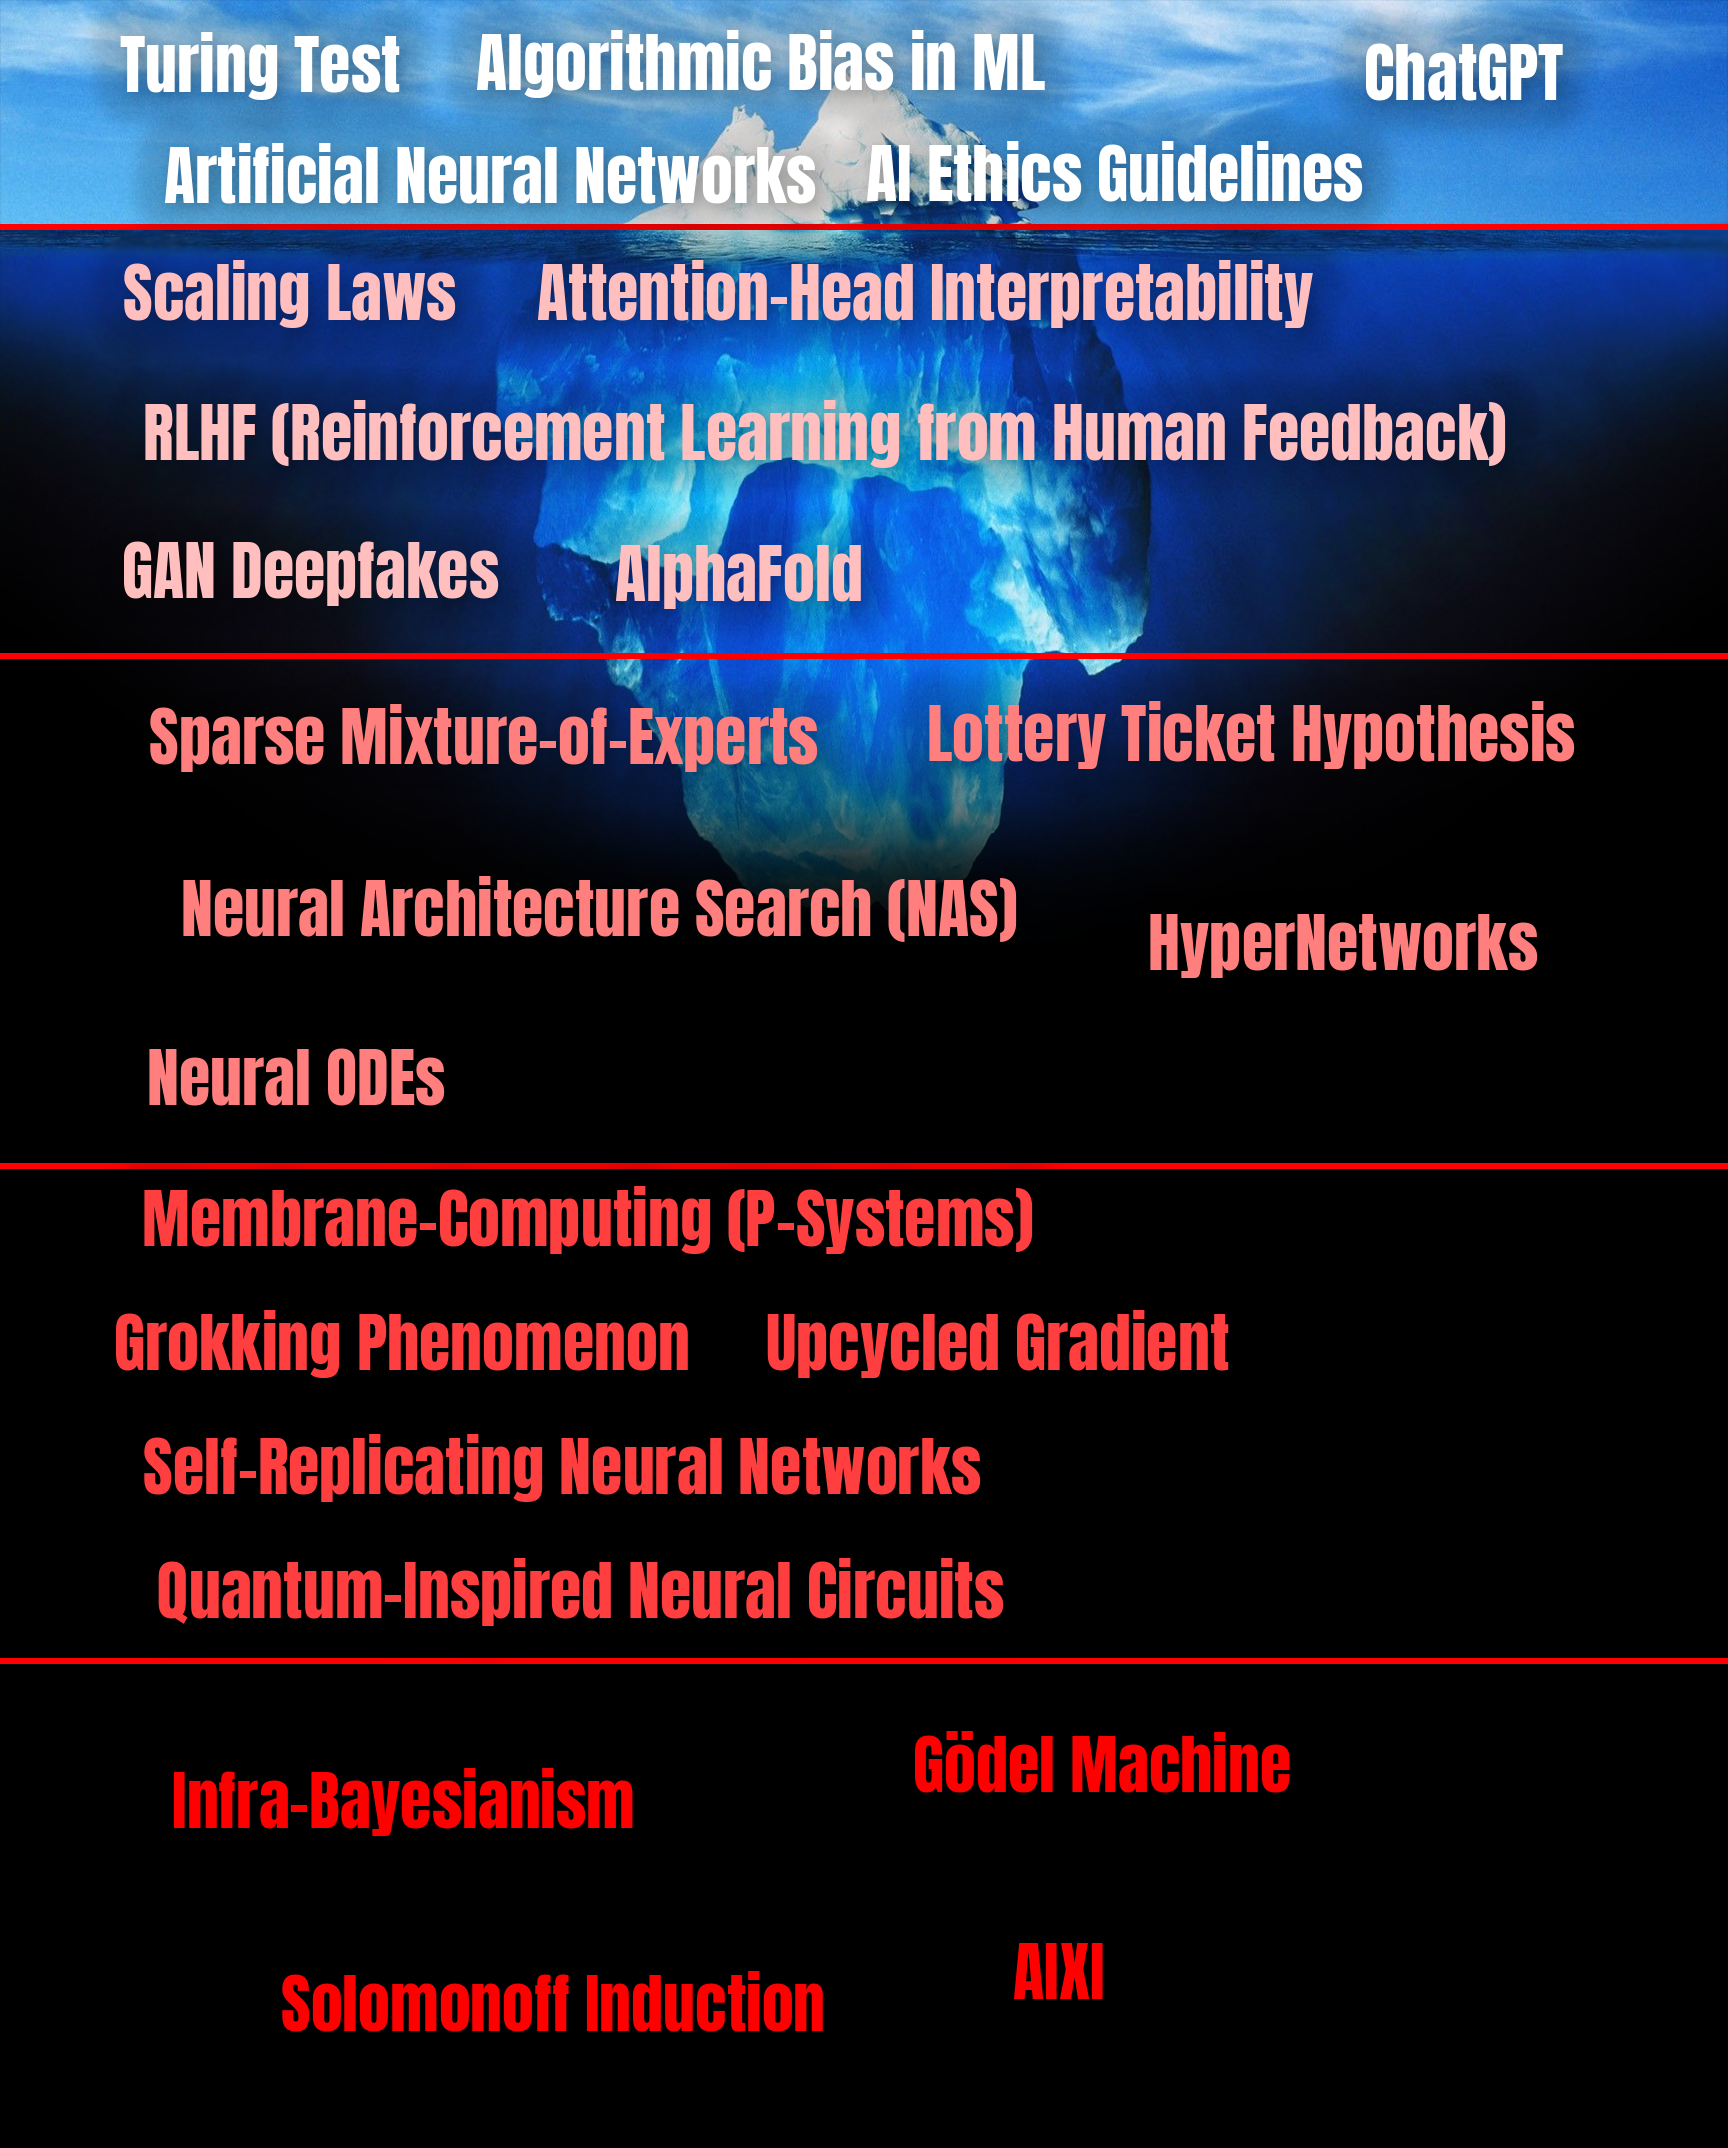 Turing Test
Algorithmic Bias in ML
ChatGPT
Artificial Neural Networks
AI Ethics Guidelines
Scaling Laws
Attention-Head Interpretability
RLHF (Reinforcement Learning from Human Feedback)
GAN Deepfakes
AlphaFold
Sparse Mixture-of-Experts
Lottery Ticket Hypothesis
Neural Architecture Search (NAS)
HyperNetworks
Neural ODEs
Membrane-Computing (P-Systems)
Grokking Phenomenon
Upcycled Gradient
Self-Replicating Neural Networks
Quantum-Inspired Neural Circuits
Gödel Machine
Infra-Bayesianism
AIXI
Solomonoff Induction